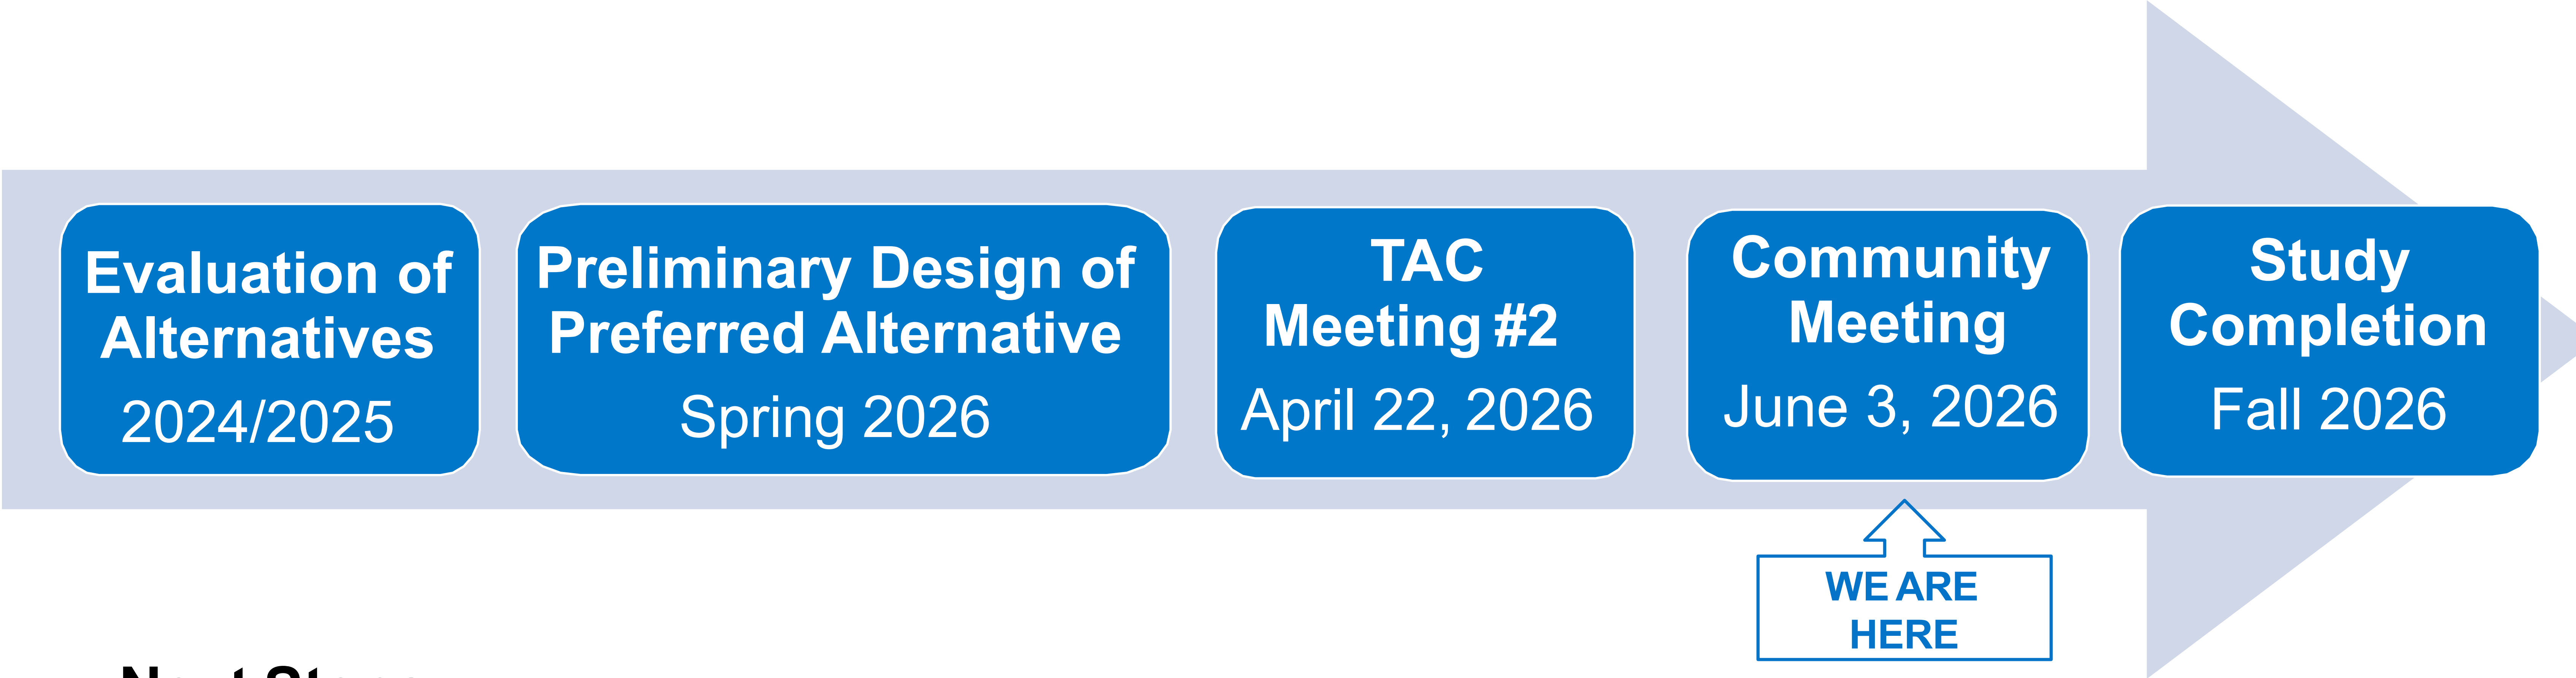 Evaluation of
Alternatives
2024/2025
Preliminary Design of
Preferred Alternative
Spring 2026
TAC
Meeting #2
April 22, 2026
Community
Meeting
June 3, 2026
Study
Completion
Fall 2026
WE ARE
HERE